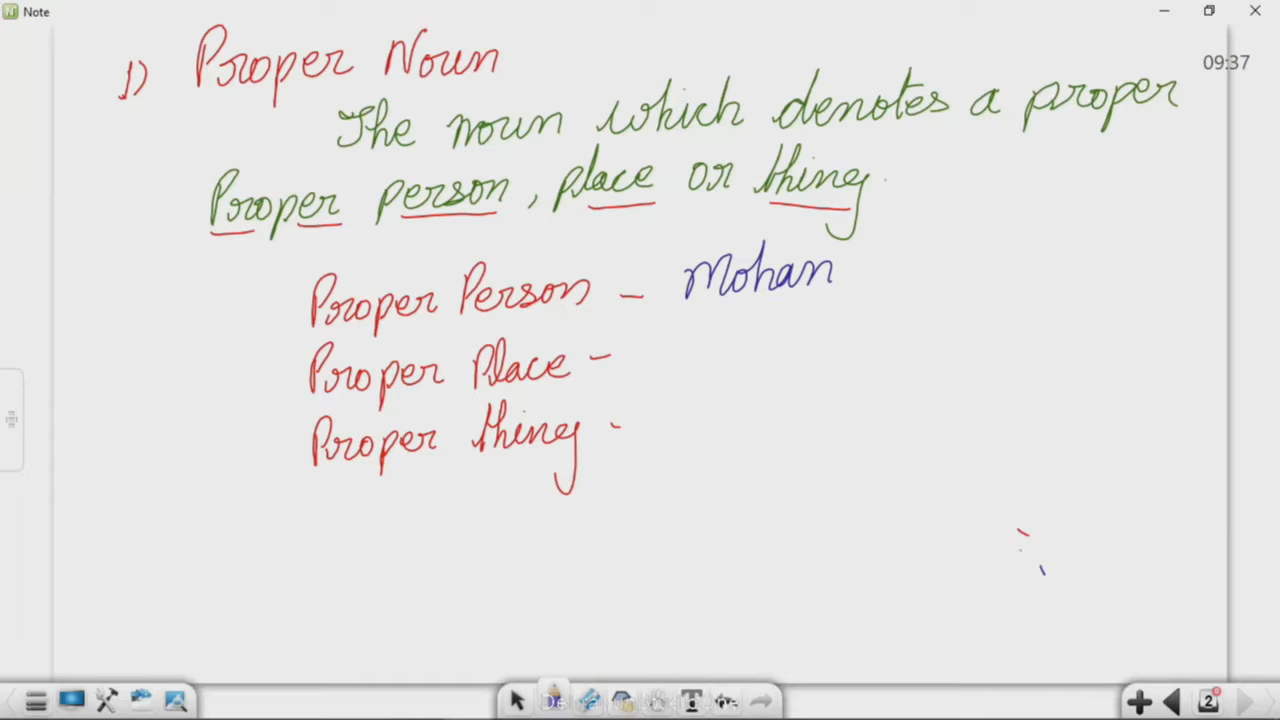 Note
09:37
1) Proper Noun
The noun which denotes a proper
Proper person, place or thing
Proper Person - Mohan
Proper Place -
Proper thing -
2